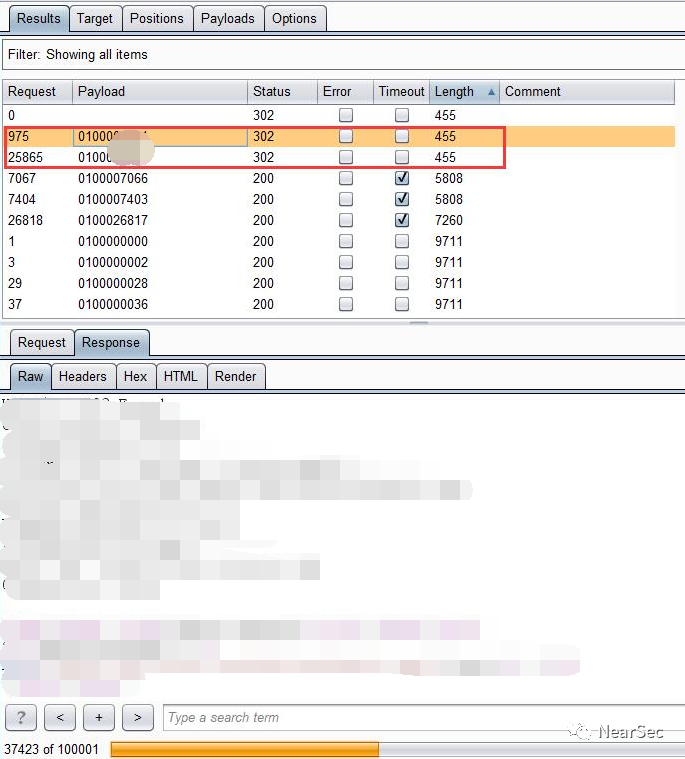 Results Target Positions Payloads Options
Filter: Showing all items
Request Payload Status Error Timeout Length Comment
0 302 455
975 01000 302 455
25865 0100 302 455
7067 0100007066 200 5808
7404 0100007403 200 5808
26818 0100026817 200 7260
1 0100000000 200 9711
3 0100000002 200 9711
29 0100000028 200 9711
37 0100000036 200 9711
Request Response
Raw Headers Hex HTML Render
? < + > Type a search term
NearSec
37423 of 100001